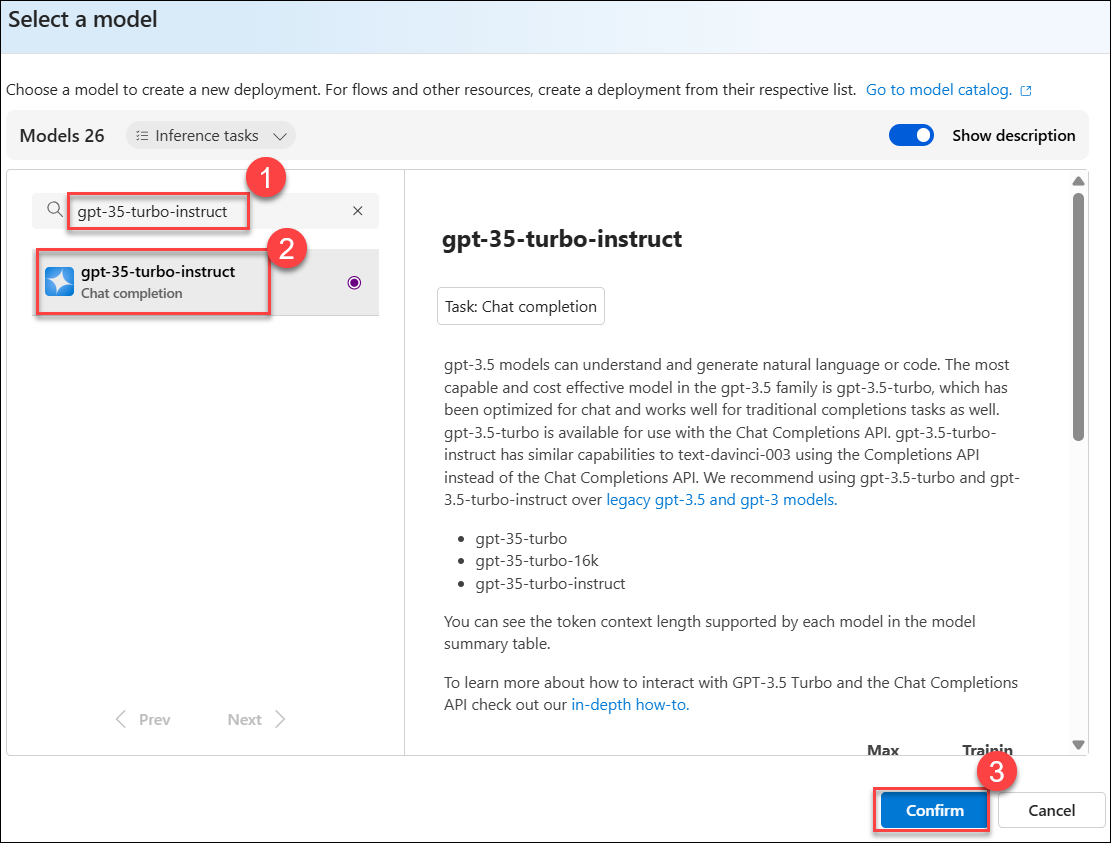 Select a model
Choose a model to create a new deployment. For flows and other resources, create a deployment from their respective list. Go to model catalog.
Models 26 Inference tasks Show description
1
gpt-35-turbo-instruct
2
gpt-35-turbo-instruct
Chat completion
gpt-35-turbo-instruct
Task: Chat completion
gpt-3.5 models can understand and generate natural language or code. The most
capable and cost effective model in the gpt-3.5 family is gpt-3.5-turbo, which has
been optimized for chat and works well for traditional completions tasks as well.
gpt-3.5-turbo is available for use with the Chat Completions API. gpt-3.5-turbo-
instruct has similar capabilities to text-davinci-003 using the Completions API
instead of the Chat Completions API. We recommend using gpt-3.5-turbo and gpt-
3.5-turbo-instruct over legacy gpt-3.5 and gpt-3 models.
• gpt-35-turbo
• gpt-35-turbo-16k
• gpt-35-turbo-instruct
You can see the token context length supported by each model in the model
summary table.
To learn more about how to interact with GPT-3.5 Turbo and the Chat Completions
API check out our in-depth how-to.
Prev Next
Max Trainin
3
Confirm Cancel